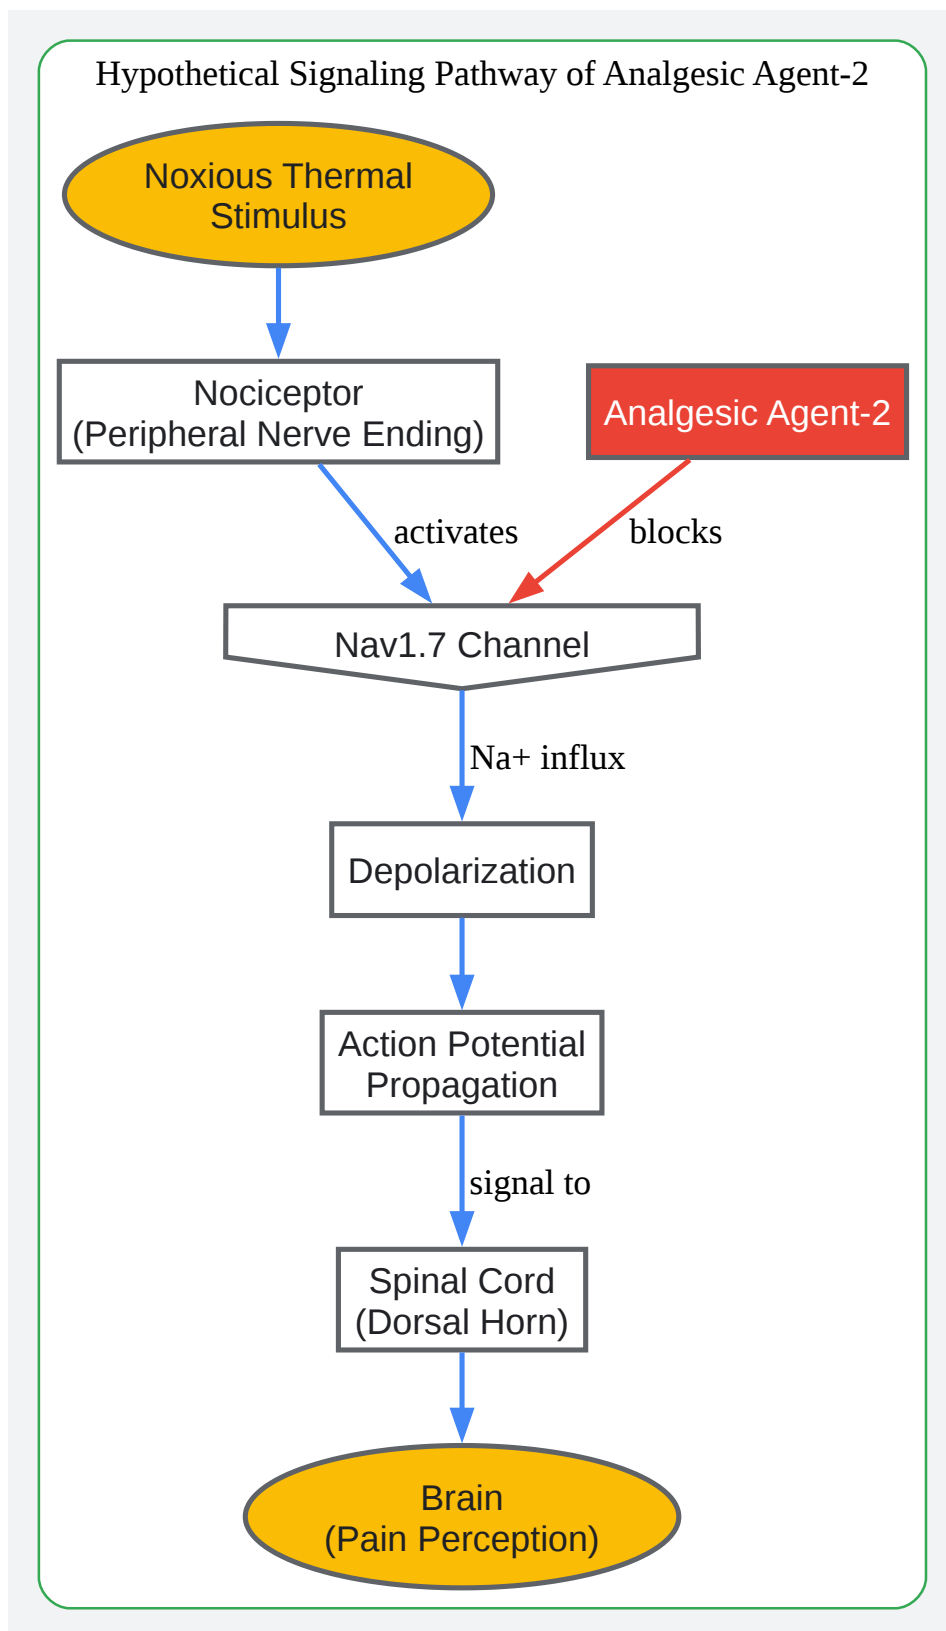 Hypothetical Signaling Pathway of Analgesic Agent-2
Noxious Thermal
Stimulus
Nociceptor
(Peripheral Nerve Ending)
Analgesic Agent-2
activates
blocks
Nav1.7 Channel
Na+ influx
Depolarization
Action Potential
Propagation
signal to
Spinal Cord
(Dorsal Horn)
Brain
(Pain Perception)